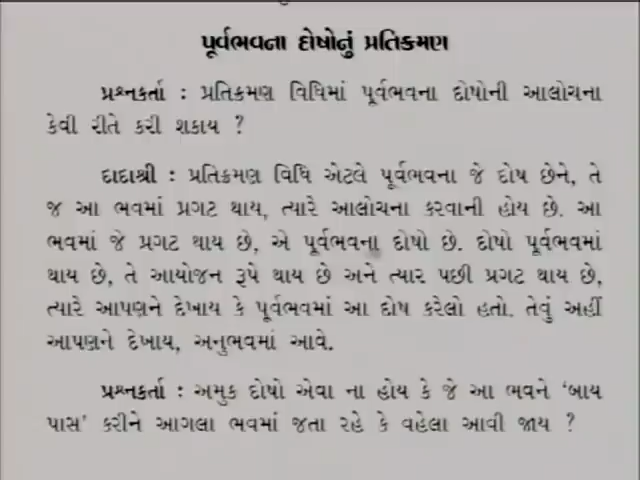 પૂર્વભવના દોષોનું પ્રતિક્રમણ
પ્રશ્નકર્તા : પ્રતિક્રમણ વિધિમાં પૂર્વભવના દોષોની આલોચના
કેવી રીતે કરી શકાય ?
દાદાશ્રી : પ્રતિક્રમણ વિધિ એટલે પૂર્વભવના જે દોષ છેને, તે
જ આ ભવમાં પ્રગટ થાય, ત્યારે આલોચના કરવાની હોય છે. આ
ભવમાં જે પ્રગટ થાય છે, એ પૂર્વભવના દોષો છે. દોષો પૂર્વભવમાં
થાય છે, તે આયોજન રૂપે થાય છે અને ત્યાર પછી પ્રગટ થાય છે,
ત્યારે આપણને દેખાય કે પૂર્વભવમાં આ દોષ કરેલો હતો. તેવું અહીં
આપણને દેખાય, અનુભવમાં આવે.
પ્રશ્નકર્તા : અમુક દોષો એવા ના હોય કે જે આ ભવને ‘બાય
પાસ’ કરીને આગલા ભવમાં જતા રહે કે વહેલા આવી જાય ?